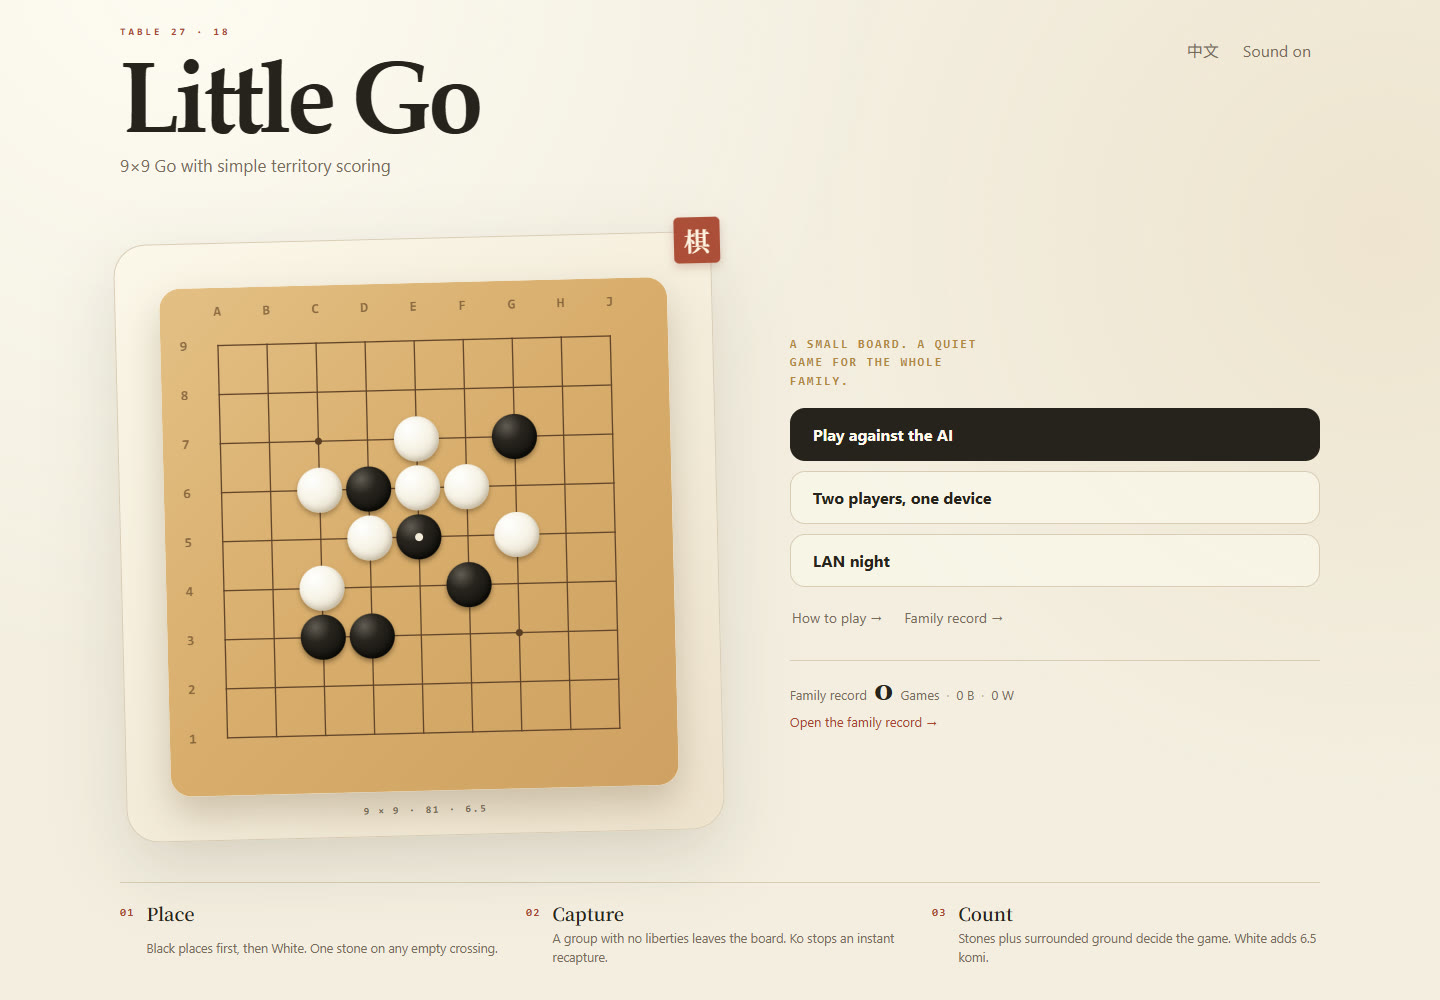 TABLE 27 · 18
Little Go
9×9 Go with simple territory scoring
中文 Sound on
棋
A B C D E F G H J
9
8
7
6
5
4
3
2
1
9 × 9 · 81 · 6.5
A SMALL BOARD. A QUIET
GAME FOR THE WHOLE
FAMILY.
Play against the AI
Two players, one device
LAN night
How to play → Family record →
Family record 0 Games · 0 B · 0 W
Open the family record →
01 Place
Black places first, then White. One stone on any empty crossing.
02 Capture
A group with no liberties leaves the board. Ko stops an instant
recapture.
03 Count
Stones plus surrounded ground decide the game. White adds 6.5
komi.